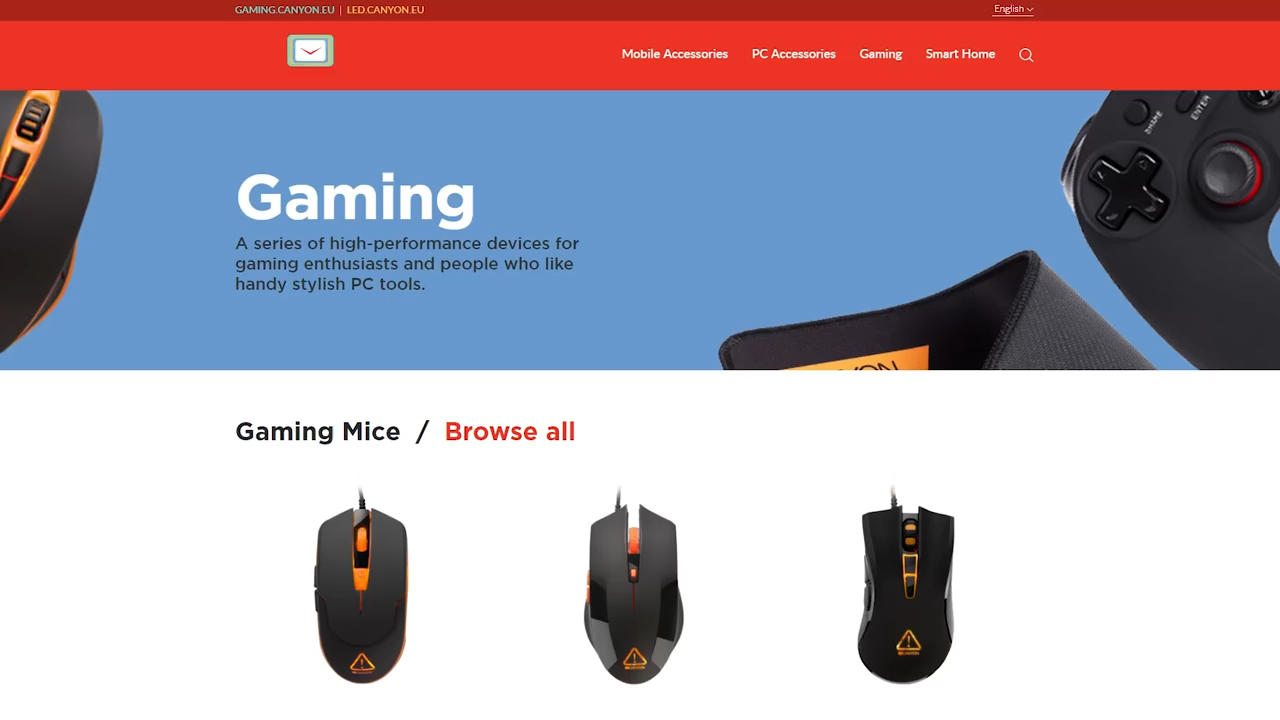 GAMING.CANYON.EU | LED.CANYON.EU
English
Mobile Accessories
PC Accessories
Gaming
Smart Home
ENTER
Gaming
A series of high-performance devices for
gaming enthusiasts and people who like
handy stylish PC tools.
Gaming Mice / Browse all